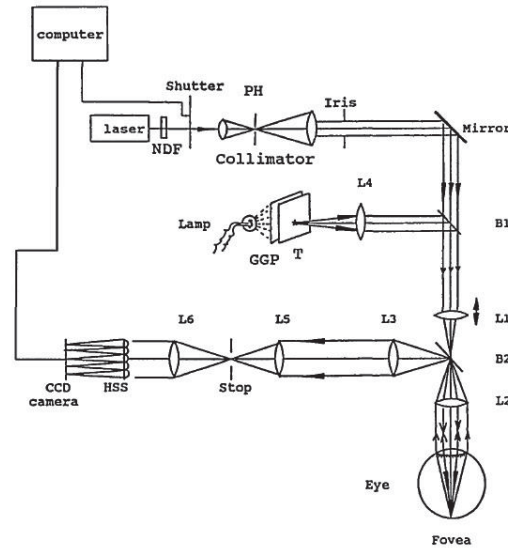 computer
Shutter
PH
Iris
laser
NDF
Collimator
Mirror
L4
Lamp
B1
GGP
T
L1
L6
L5
L3
B2
CCD
camera
HSS
Stop
L2
Eye
Fovea